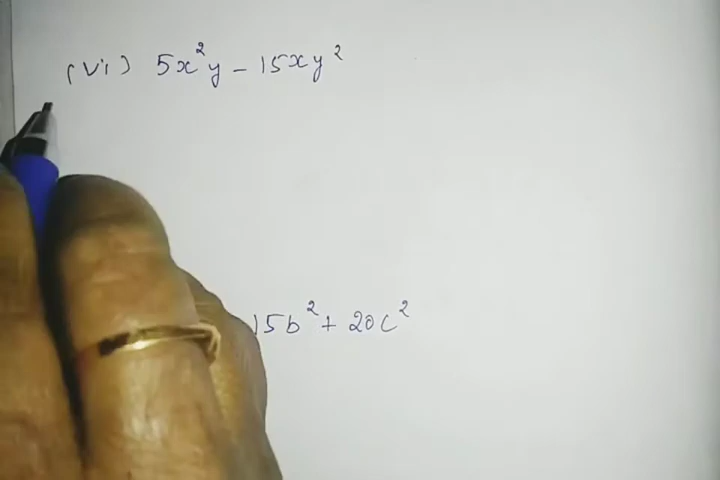 (vi) 5x²y - 15xy²
15b² + 20c²